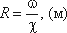 R = ω/χ, (м)